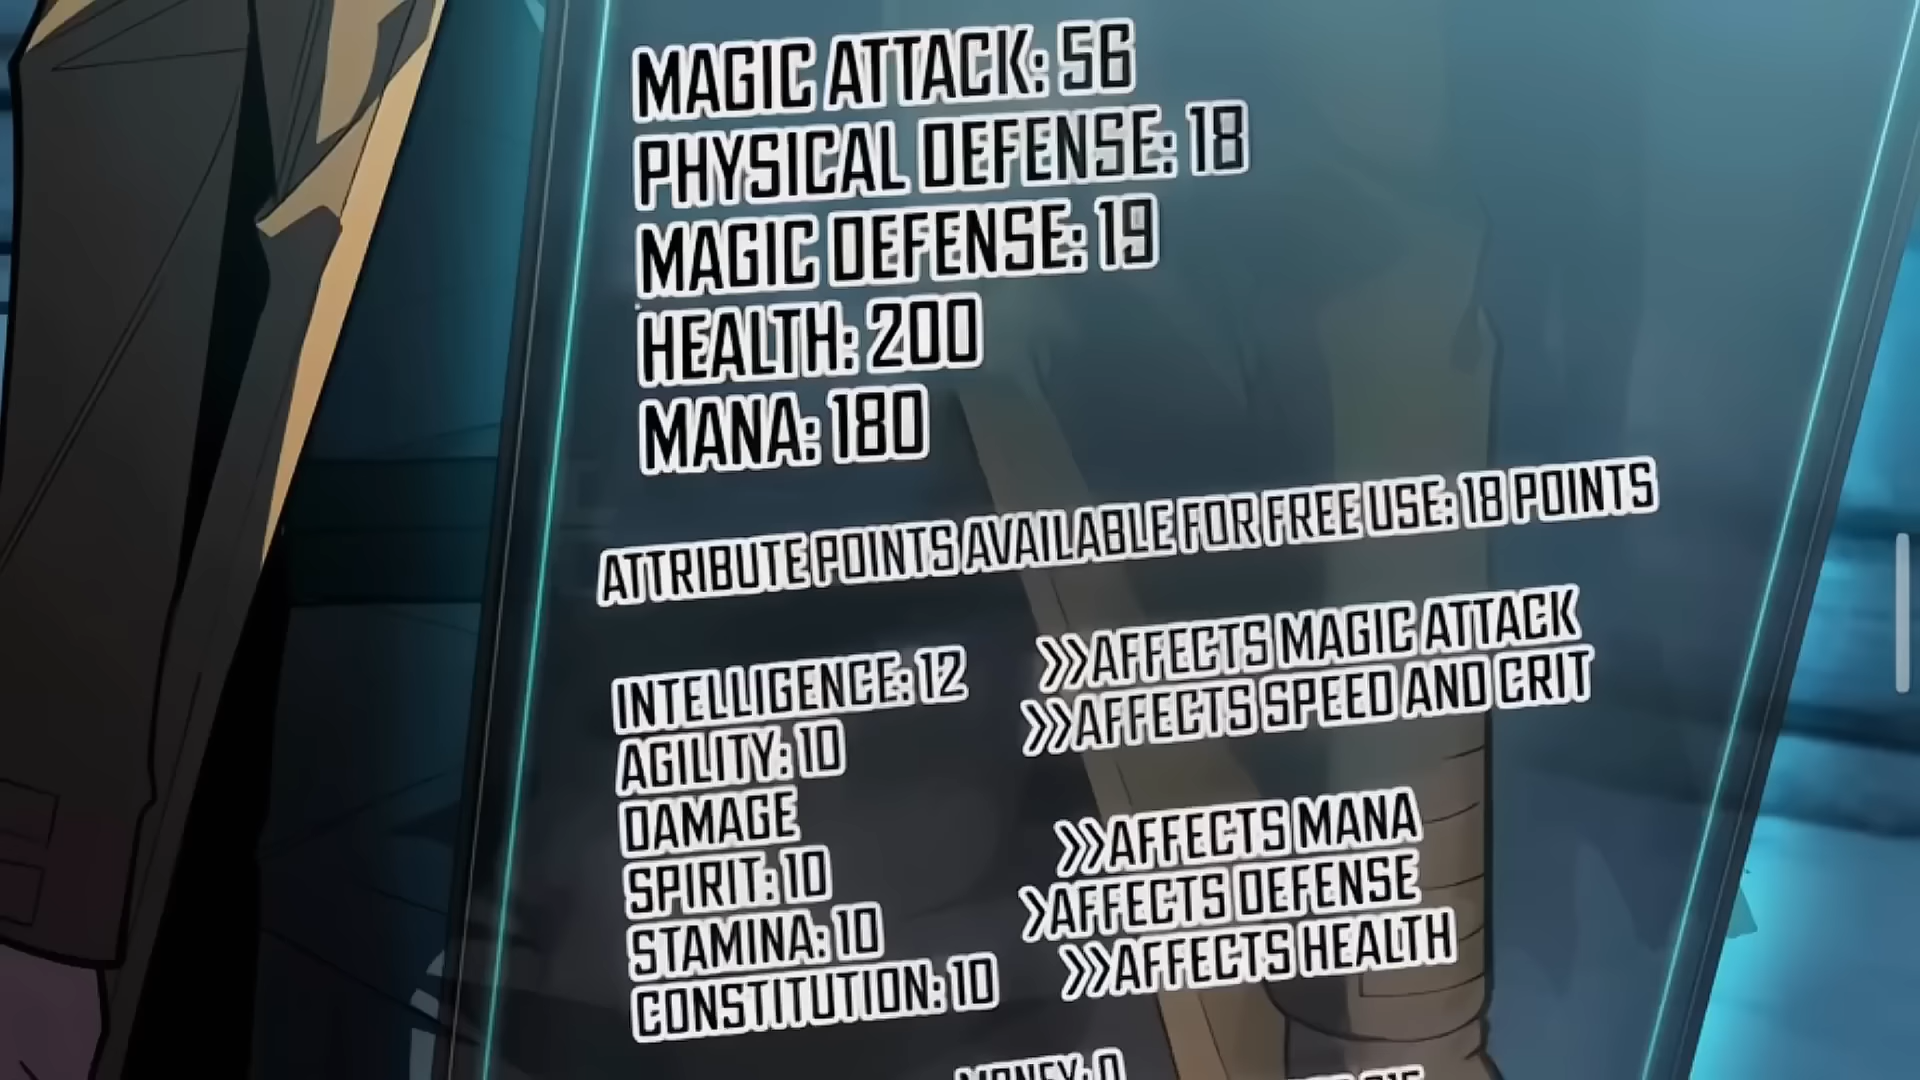 MAGIC ATTACK: 56
PHYSICAL DEFENSE: 18
MAGIC DEFENSE: 19
HEALTH: 200
MANA: 180
ATTRIBUTE POINTS AVAILABLE FOR FREE USE: 18 POINTS
INTELLIGENCE: 12 >>AFFECTS MAGIC ATTACK
AGILITY: 10 >>AFFECTS SPEED AND CRIT
DAMAGE
SPIRIT: 10 >>AFFECTS MANA
STAMINA: 10 >AFFECTS DEFENSE
CONSTITUTION: 10 >>AFFECTS HEALTH
MONEY: 0